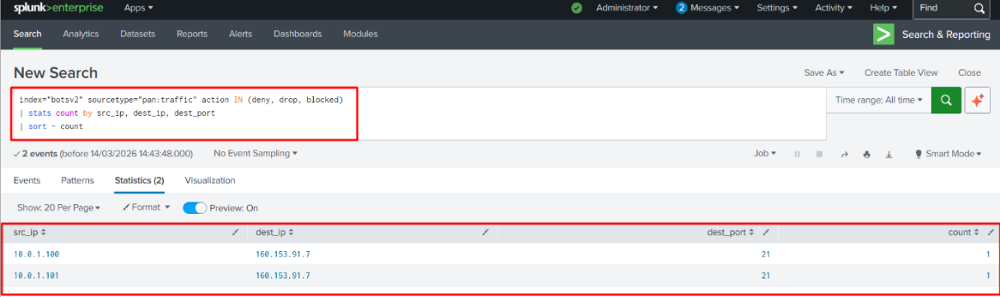 splunk>enterprise Apps ▾ Administrator ▾ 2 Messages ▾ Settings ▾ Activity ▾ Help ▾ Find
Search Analytics Datasets Reports Alerts Dashboards Modules Search & Reporting
New Search Save As ▾ Create Table View Close
index="botsv2" sourcetype="pan:traffic" action IN (deny, drop, blocked) Time range: All time ▾
| stats count by src_ip, dest_ip, dest_port
| sort - count
✓ 2 events (before 14/03/2026 14:43:48.000) No Event Sampling ▾ Job ▾ Smart Mode ▾
Events Patterns Statistics (2) Visualization
Show: 20 Per Page ▾ Format ▾ Preview: On
src_ip dest_ip dest_port count
10.0.1.100 160.153.91.7 21 1
10.0.1.101 160.153.91.7 21 1